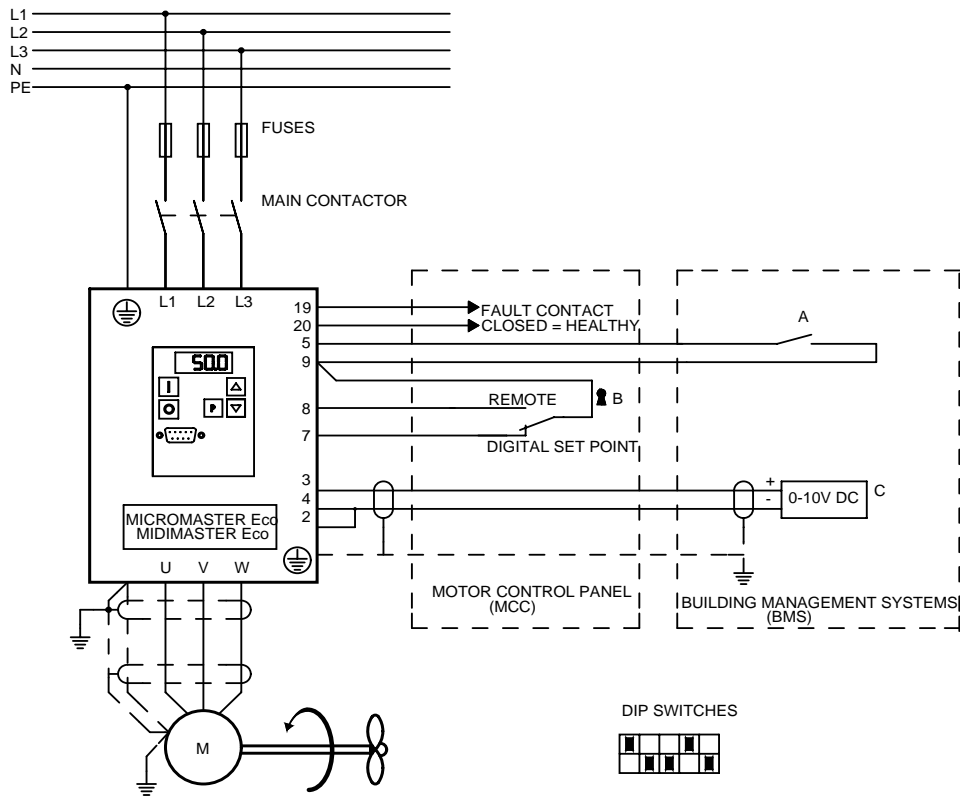 L1
L2
L3
N
PE
FUSES
MAIN CONTACTOR
L1 L2 L3
19
20
5
9
8
7
3
4
2
50.0
I
O
P
MICROMASTER Eco
MIDIMASTER Eco
U V W
M
FAULT CONTACT
CLOSED = HEALTHY
REMOTE
B
DIGITAL SET POINT
MOTOR CONTROL PANEL
(MCC)
A
+
-
0-10V DC
C
BUILDING MANAGEMENT SYSTEMS
(BMS)
DIP SWITCHES